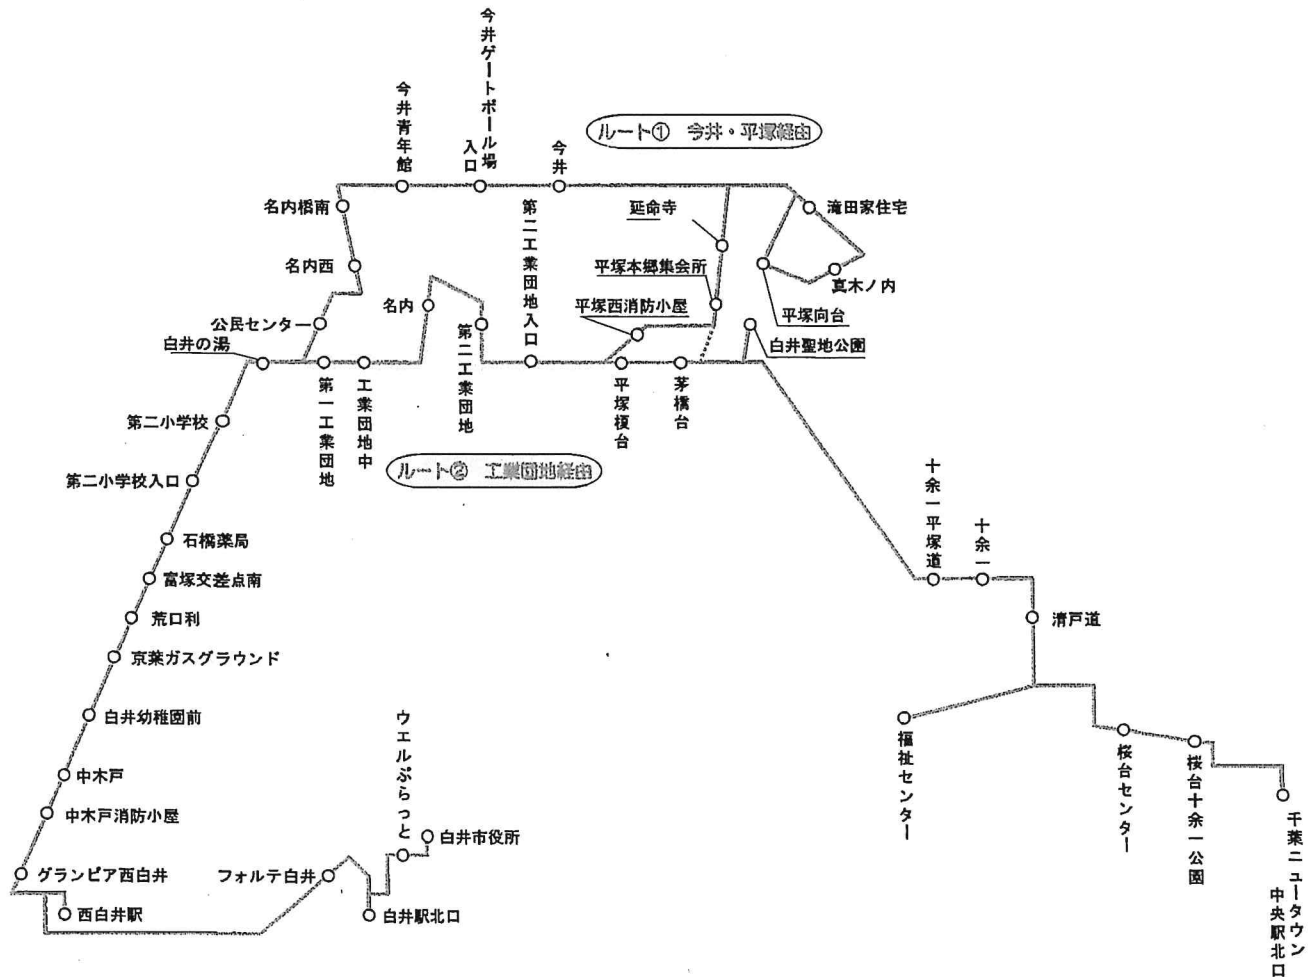 今井ゲートボール場
入口
今井青年館
今井
ルート① 今井・平塚経由
名内橋南
第二工業団地入口
延命寺
滝田家住宅
名内西
平塚本郷集会所
真木ノ内
名内
平塚西消防小屋
平塚向台
公民センター
白井の湯
第二工業団地
白井聖地公園
第一工業団地
工業団地中
平塚榎台
茅橋台
第二小学校
ルート② 工業団地経由
第二小学校入口
十余一平塚道
十余一
石橋薬局
富塚交差点南
荒口利
清戸道
京葉ガスグラウンド
白井幼稚園前
ウエルぷらっと
福祉センター
桜台センター
桜台十余一公園
中木戸
中木戸消防小屋
白井市役所
千葉ニュータウン
中央駅北口
グランピア西白井
フォルテ白井
西白井駅
白井駅北口